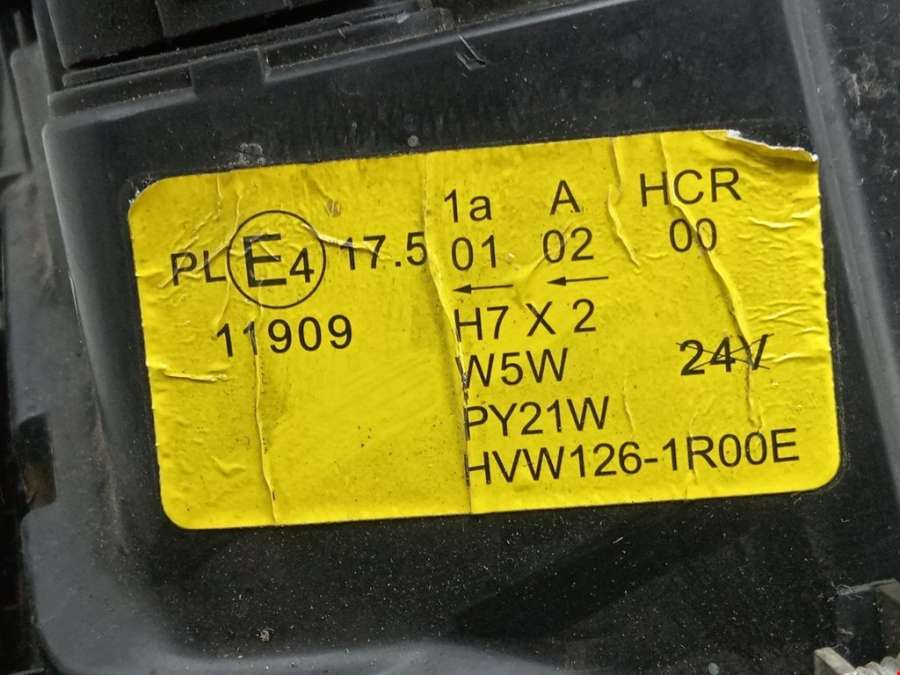 1a A HCR
PL E4 17.5 01 02 00
← ←
11909 H7 X 2
W5W 24V
PY21W
HVW126-1R00E